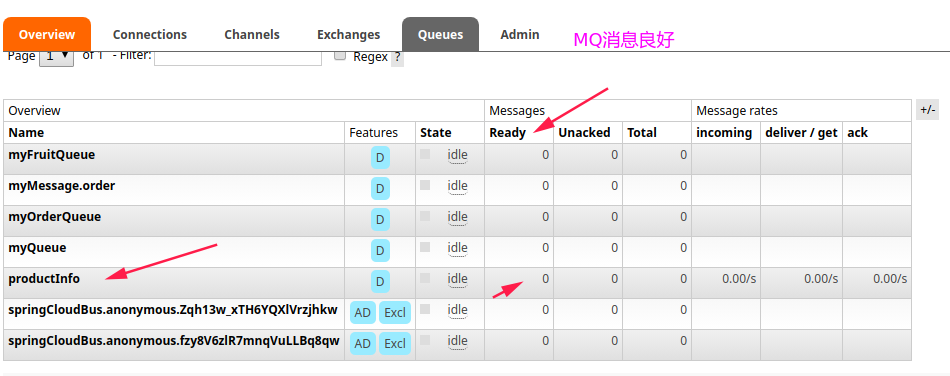 Overview Connections Channels Exchanges Queues Admin MQ消息良好
Page 1 of 1 - Filter: Regex ?
Overview Messages Message rates +/-
Name Features State Ready Unacked Total incoming deliver / get ack
myFruitQueue D idle 0 0 0
myMessage.order D idle 0 0 0
myOrderQueue D idle 0 0 0
myQueue D idle 0 0 0
productInfo D idle 0 0 0 0.00/s 0.00/s 0.00/s
springCloudBus.anonymous.Zqh13w_xTH6YQXlVrzjhkw AD Excl idle 0 0 0
springCloudBus.anonymous.fzy8V6zlR7mnqVuLLBq8qw AD Excl idle 0 0 0